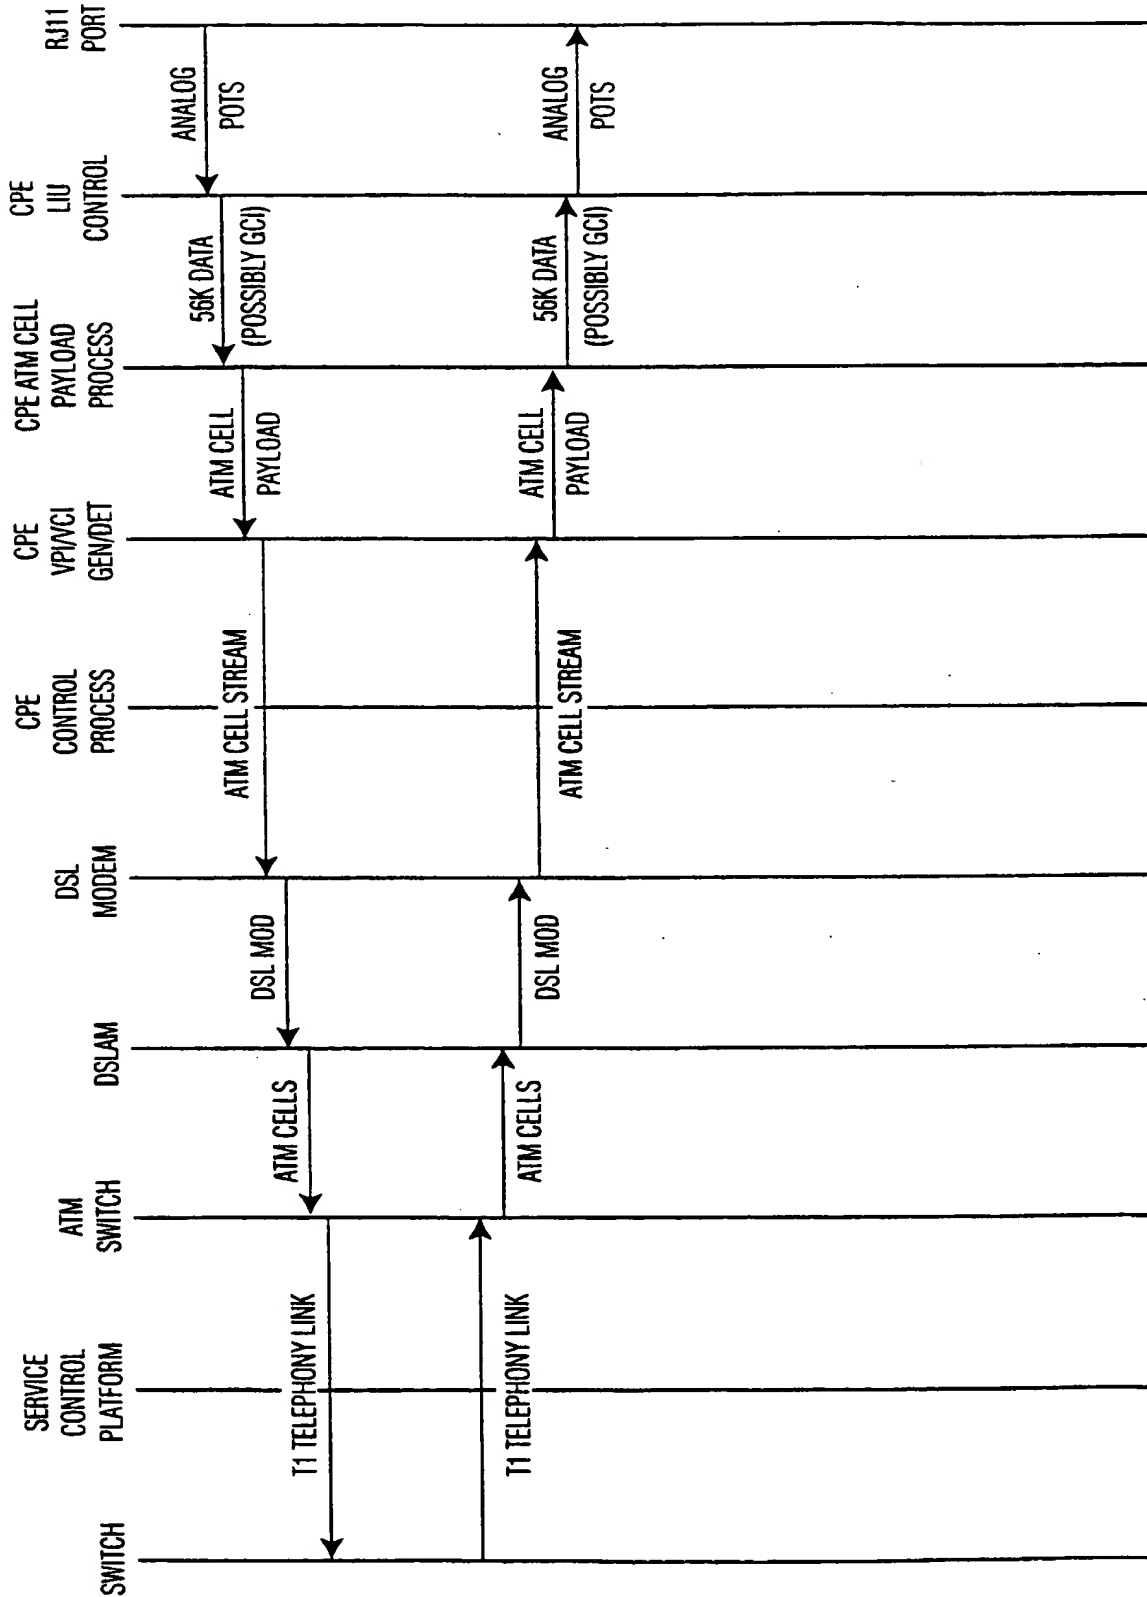 SWITCH
SERVICE
CONTROL
PLATFORM
ATM
SWITCH
DSLAM
DSL
MODEM
CPE
CONTROL
PROCESS
CPE
VPI/VCI
GEN/DET
CPE ATM CELL
PAYLOAD
PROCESS
CPE
LIU
CONTROL
RJ11
PORT
ANALOG
POTS
56K DATA
(POSSIBLY GCI)
ATM CELL
PAYLOAD
ATM CELL STREAM
DSL MOD
ATM CELLS
T1 TELEPHONY LINK
T1 TELEPHONY LINK
ATM CELLS
DSL MOD
ATM CELL STREAM
ATM CELL
PAYLOAD
56K DATA
(POSSIBLY GCI)
ANALOG
POTS